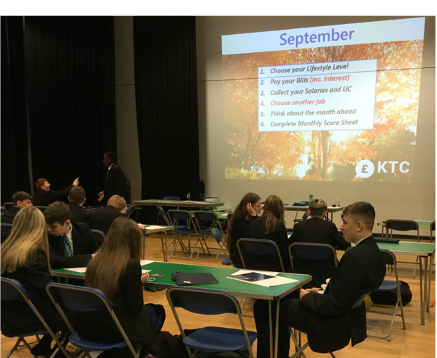 September
1. Choose your Lifestyle Level
2. Pay your Bills (inc. Interest)
3. Collect your Salaries and UC
4. Choose another Job
5. Think about the month ahead
6. Complete Monthly Score Sheet
£ KTC